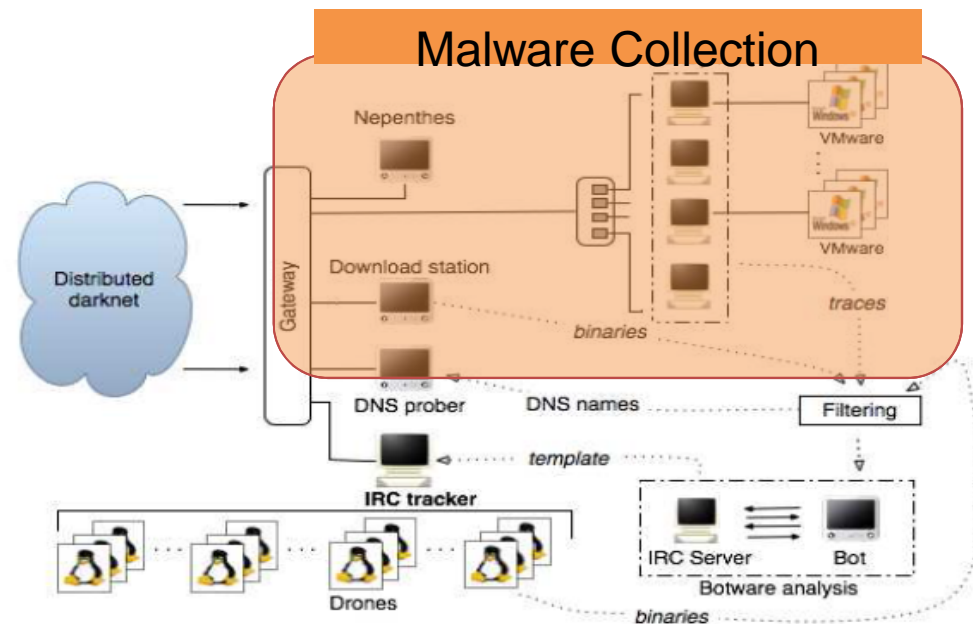 Malware Collection
Nepenthes
Windows
VMware
Distributed
darknet
Gateway
Download station
Windows
VMware
binaries
traces
DNS prober
DNS names
Filtering
template
IRC tracker
IRC Server
Bot
Drones
Botware analysis
binaries